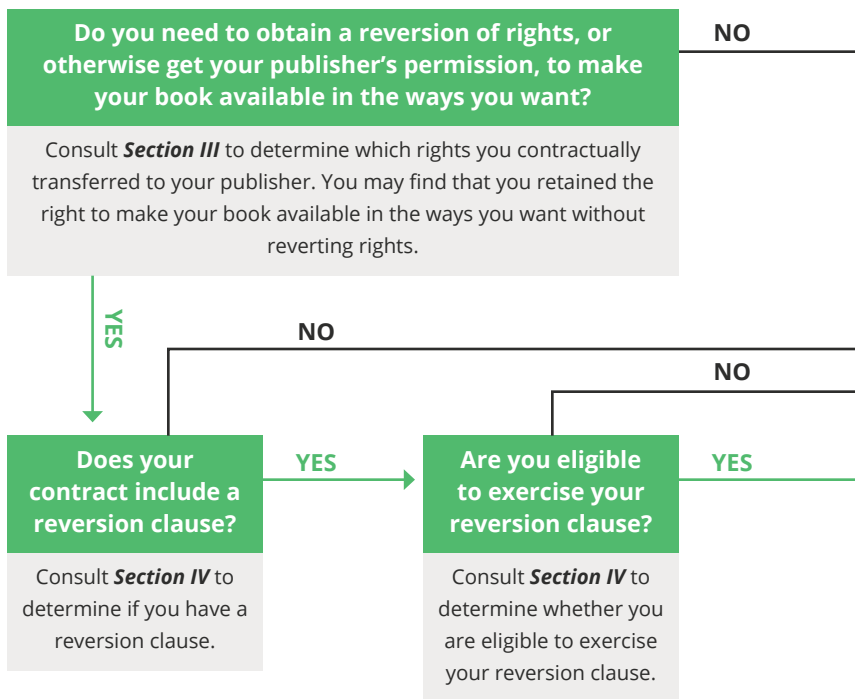 Do you need to obtain a reversion of rights, or
otherwise get your publisher’s permission, to make
your book available in the ways you want?
NO
Consult Section III to determine which rights you contractually
transferred to your publisher. You may find that you retained the
right to make your book available in the ways you want without
reverting rights.
YES
NO
NO
Does your
contract include a
reversion clause?
YES
Are you eligible
to exercise your
reversion clause?
YES
Consult Section IV to
determine if you have a
reversion clause.
Consult Section IV to
determine whether you
are eligible to exercise
your reversion clause.